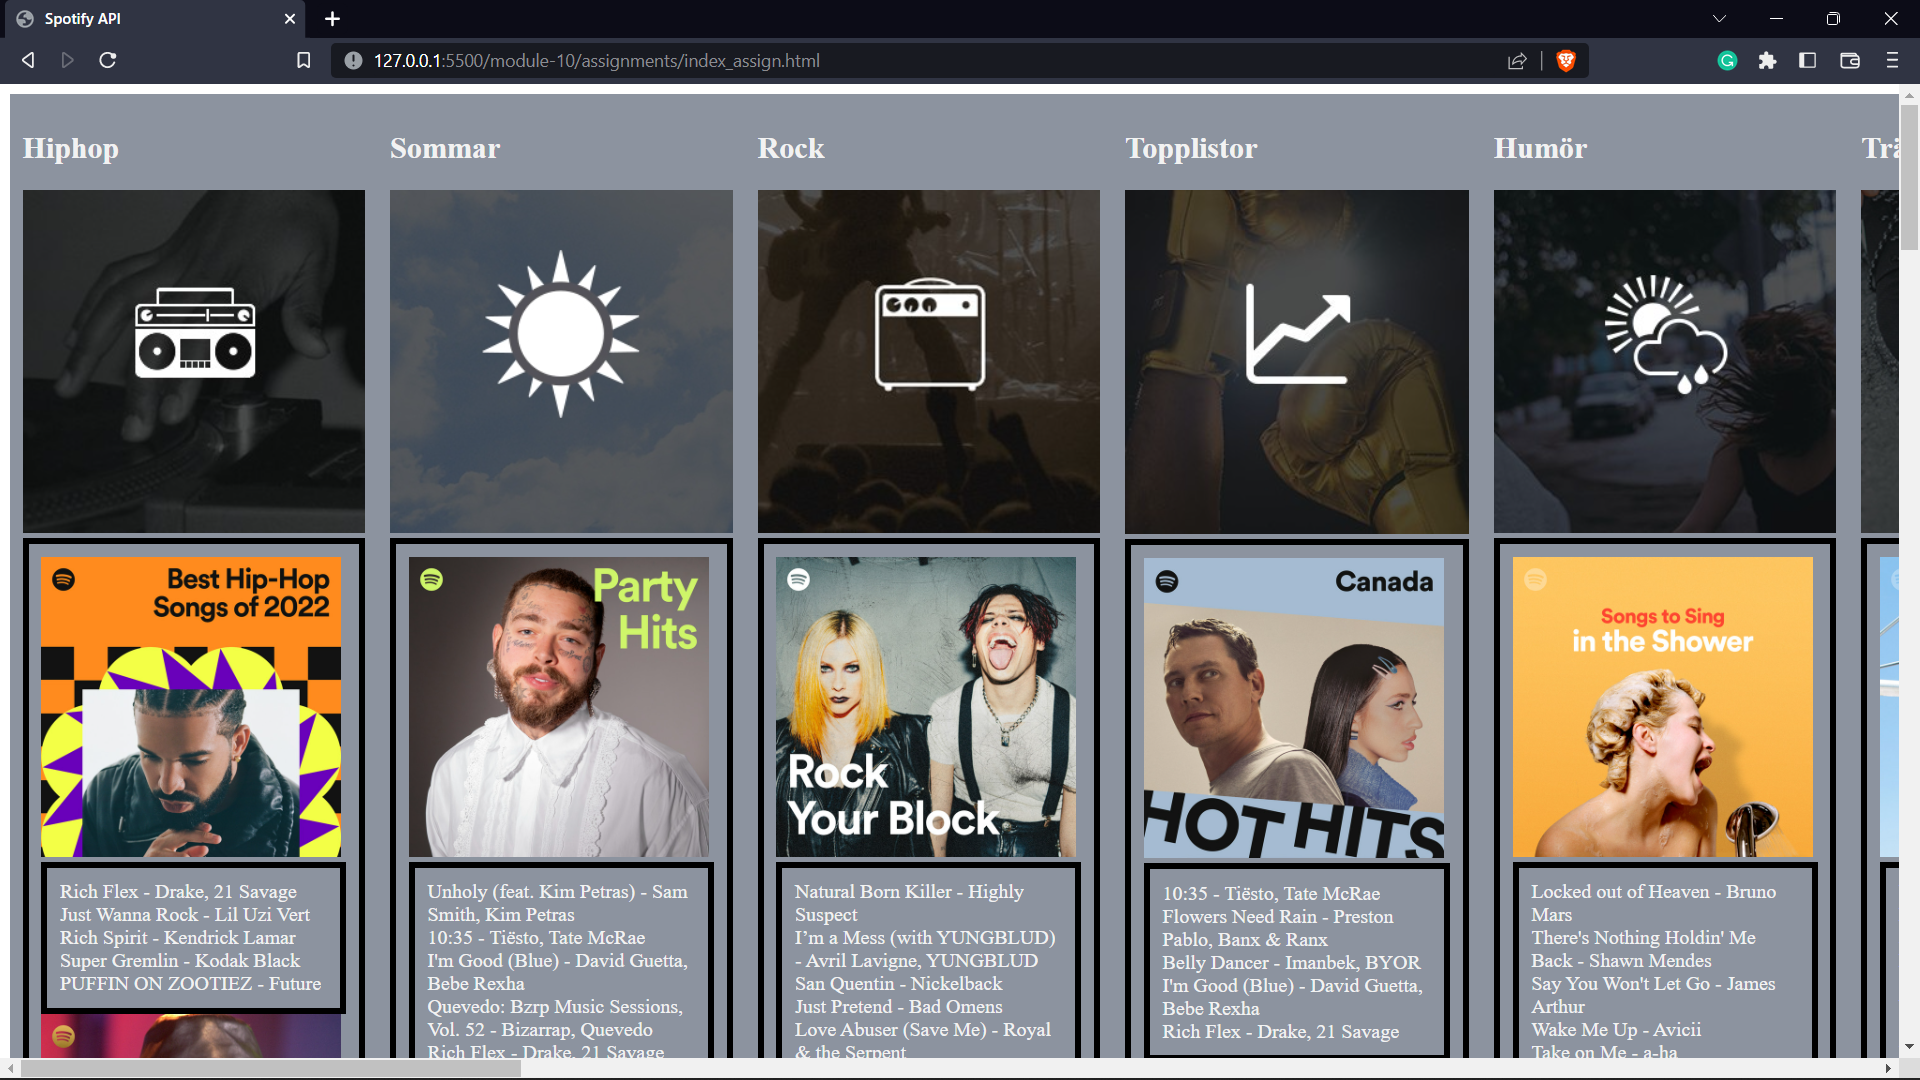 Spotify API
127.0.0.1:5500/module-10/assignments/index_assign.html
Hiphop
Sommar
Rock
Topplistor
Humör
Best Hip-Hop
Songs of 2022
Party
Hits
Rock
Your Block
Canada
HOT HITS
Songs to Sing
in the Shower
Rich Flex - Drake, 21 Savage
Just Wanna Rock - Lil Uzi Vert
Rich Spirit - Kendrick Lamar
Super Gremlin - Kodak Black
PUFFIN ON ZOOTIEZ - Future
Unholy (feat. Kim Petras) - Sam
Smith, Kim Petras
10:35 - Tiësto, Tate McRae
I'm Good (Blue) - David Guetta,
Bebe Rexha
Quevedo: Bzrp Music Sessions,
Vol. 52 - Bizarrap, Quevedo
Rich Flex - Drake, 21 Savage
Natural Born Killer - Highly
Suspect
I’m a Mess (with YUNGBLUD)
- Avril Lavigne, YUNGBLUD
San Quentin - Nickelback
Just Pretend - Bad Omens
Love Abuser (Save Me) - Royal
& the Serpent
10:35 - Tiësto, Tate McRae
Flowers Need Rain - Preston
Pablo, Banx & Ranx
Belly Dancer - Imanbek, BYOR
I'm Good (Blue) - David Guetta,
Bebe Rexha
Rich Flex - Drake, 21 Savage
Locked out of Heaven - Bruno
Mars
There's Nothing Holdin' Me
Back - Shawn Mendes
Say You Won't Let Go - James
Arthur
Wake Me Up - Avicii
Take on Me - a-ha